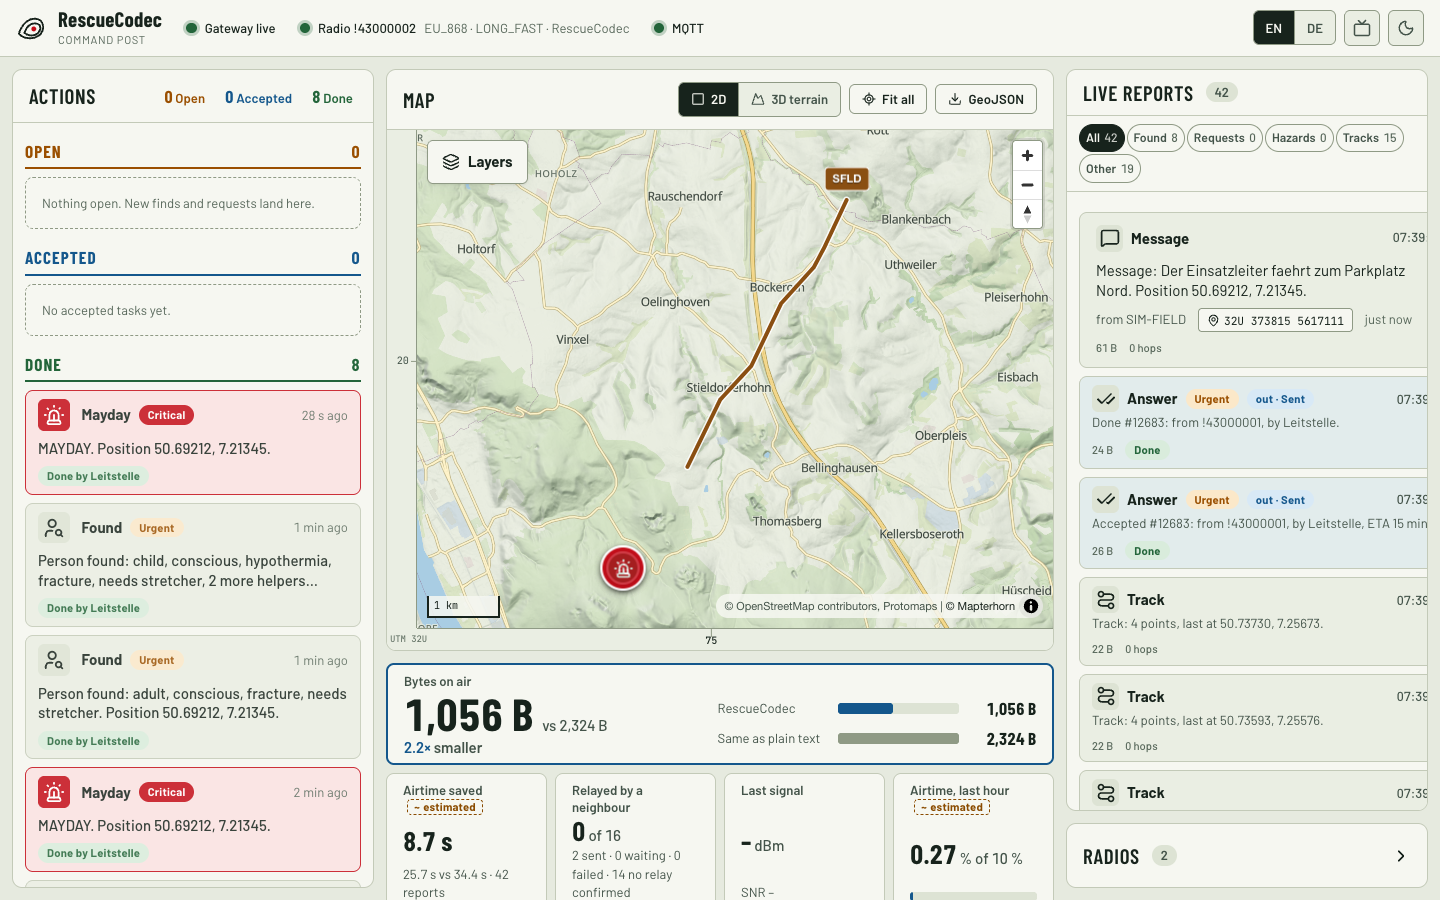 RescueCodec
COMMAND POST
Gateway live
Radio !43000002 EU_868 · LONG_FAST · RescueCodec
MQTT
EN DE
ACTIONS
0 Open 0 Accepted 8 Done
OPEN 0
Nothing open. New finds and requests land here.
ACCEPTED 0
No accepted tasks yet.
DONE 8
Mayday Critical 28 s ago
MAYDAY. Position 50.69212, 7.21345.
Done by Leitstelle
Found Urgent 1 min ago
Person found: child, conscious, hypothermia,
fracture, needs stretcher, 2 more helpers...
Done by Leitstelle
Found Urgent 1 min ago
Person found: adult, conscious, fracture, needs
stretcher. Position 50.69212, 7.21345.
Done by Leitstelle
Mayday Critical 2 min ago
MAYDAY. Position 50.69212, 7.21345.
Done by Leitstelle
MAP
2D 3D terrain Fit all GeoJSON
Layers
R
HOHOLZ
Rott
SFLD
Rauschendorf
Blankenbach
Holtorf
Uthweiler
Bockeroth
Oelinghoven
Pleiserhohn
Vinxel
20
Eisbach
Stieldorferhohn
Oberpleis
Bellinghausen
Thomasberg
Kellersboseroth
Hüscheid
1 km
© OpenStreetMap contributors, Protomaps | © Mapterhorn
UTM 32U
75
Bytes on air
1,056 B vs 2,324 B
2.2× smaller
RescueCodec 1,056 B
Same as plain text 2,324 B
Airtime saved
~ estimated
8.7 s
25.7 s vs 34.4 s · 42
reports
Relayed by a
neighbour
0 of 16
2 sent · 0 waiting · 0
failed · 14 no relay
confirmed
Last signal
– dBm
SNR –
Airtime, last hour
~ estimated
0.27 % of 10 %
LIVE REPORTS 42
All 42 Found 8 Requests 0 Hazards 0 Tracks 15
Other 19
Message 07:39
Message: Der Einsatzleiter faehrt zum Parkplatz
Nord. Position 50.69212, 7.21345.
from SIM-FIELD 32U 373815 5617111 just now
61 B 0 hops
Answer Urgent out · Sent 07:39
Done #12683: from !43000001, by Leitstelle.
24 B Done
Answer Urgent out · Sent 07:39
Accepted #12683: from !43000001, by Leitstelle, ETA 15 min
26 B Done
Track 07:39
Track: 4 points, last at 50.73730, 7.25673.
22 B 0 hops
Track 07:39
Track: 4 points, last at 50.73593, 7.25576.
22 B 0 hops
Track 07:39
RADIOS 2